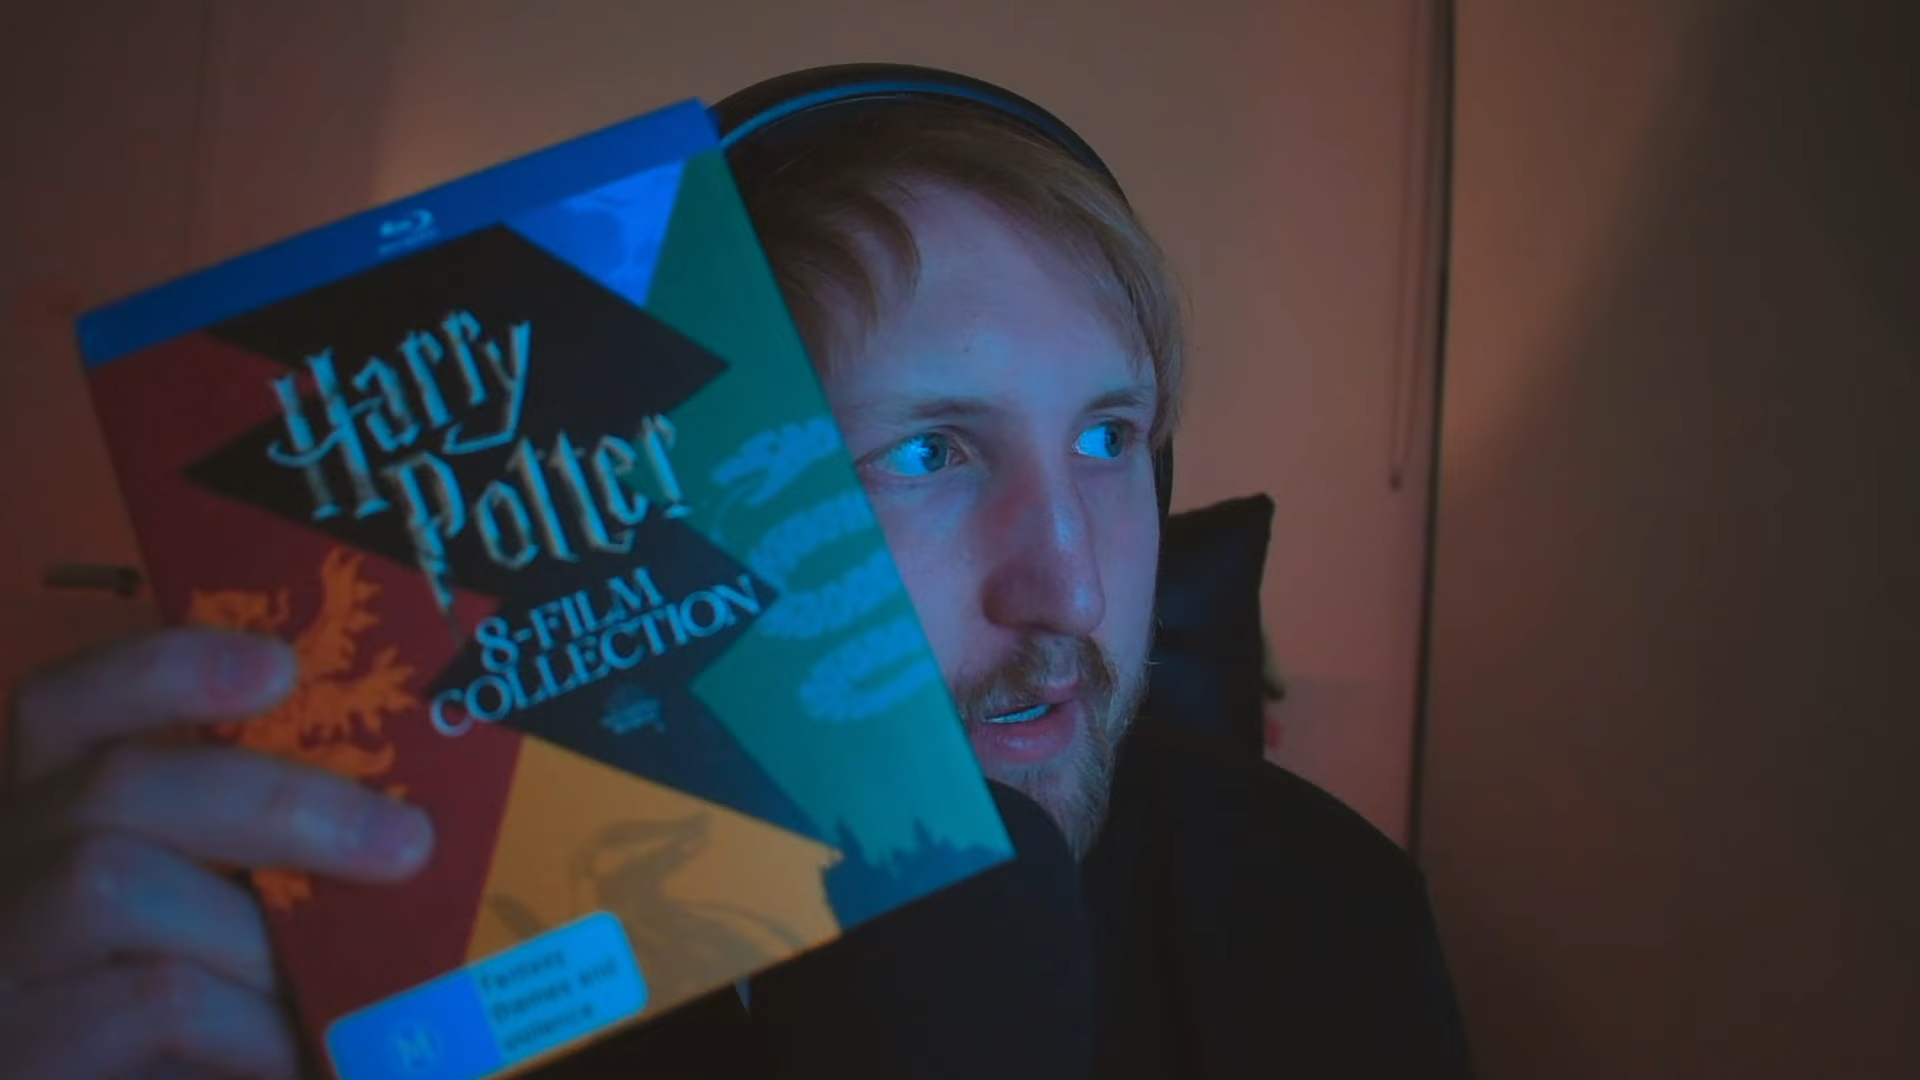 Harry
Potter
8-FILM
COLLECTION
M
Fantasy
themes and
violence